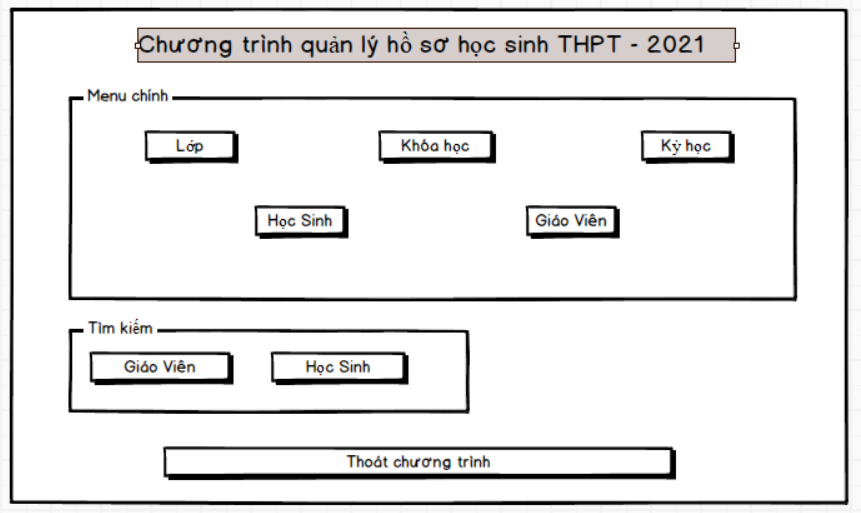 Chương trình quản lý hồ sơ học sinh THPT - 2021
Menu chính
Lớp
Khóa học
Kỳ học
Học Sinh
Giáo Viên
Tìm kiếm
Giáo Viên
Học Sinh
Thoát chương trình